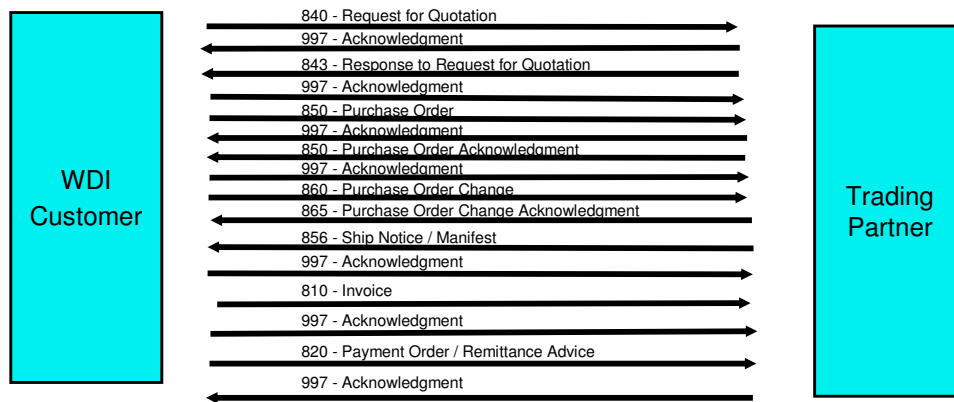 840 - Request for Quotation
997 - Acknowledgment
843 - Response to Request for Quotation
997 - Acknowledgment
850 - Purchase Order
997 - Acknowledgment
850 - Purchase Order Acknowledgment
997 - Acknowledgment
860 - Purchase Order Change
865 - Purchase Order Change Acknowledgment
856 - Ship Notice / Manifest
997 - Acknowledgment
810 - Invoice
997 - Acknowledgment
820 - Payment Order / Remittance Advice
997 - Acknowledgment
WDI
Customer
Trading
Partner